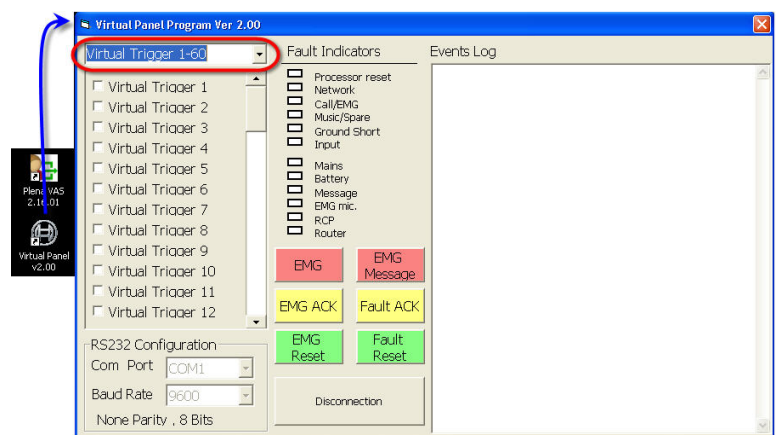 Virtual Panel Program Ver 2.00
Virtual Trigger 1-60
Virtual Trigger 1
Virtual Trigger 2
Virtual Trigger 3
Virtual Trigger 4
Virtual Trigger 5
Virtual Trigger 6
Virtual Trigger 7
Virtual Trigger 8
Virtual Trigger 9
Virtual Trigger 10
Virtual Trigger 11
Virtual Trigger 12
RS232 Configuration
Com Port COM1
Baud Rate 9600
None Parity , 8 Bits
Fault Indicators
Processor reset
Network
Call/EMG
Music/Spare
Ground Short
Input
Mains
Battery
Message
EMG mic.
RCP
Router
EMG
EMG Message
EMG ACK
Fault ACK
EMG Reset
Fault Reset
Disconnection
Events Log
Plena VAS
2.16.01
Virtual Panel
v2.00